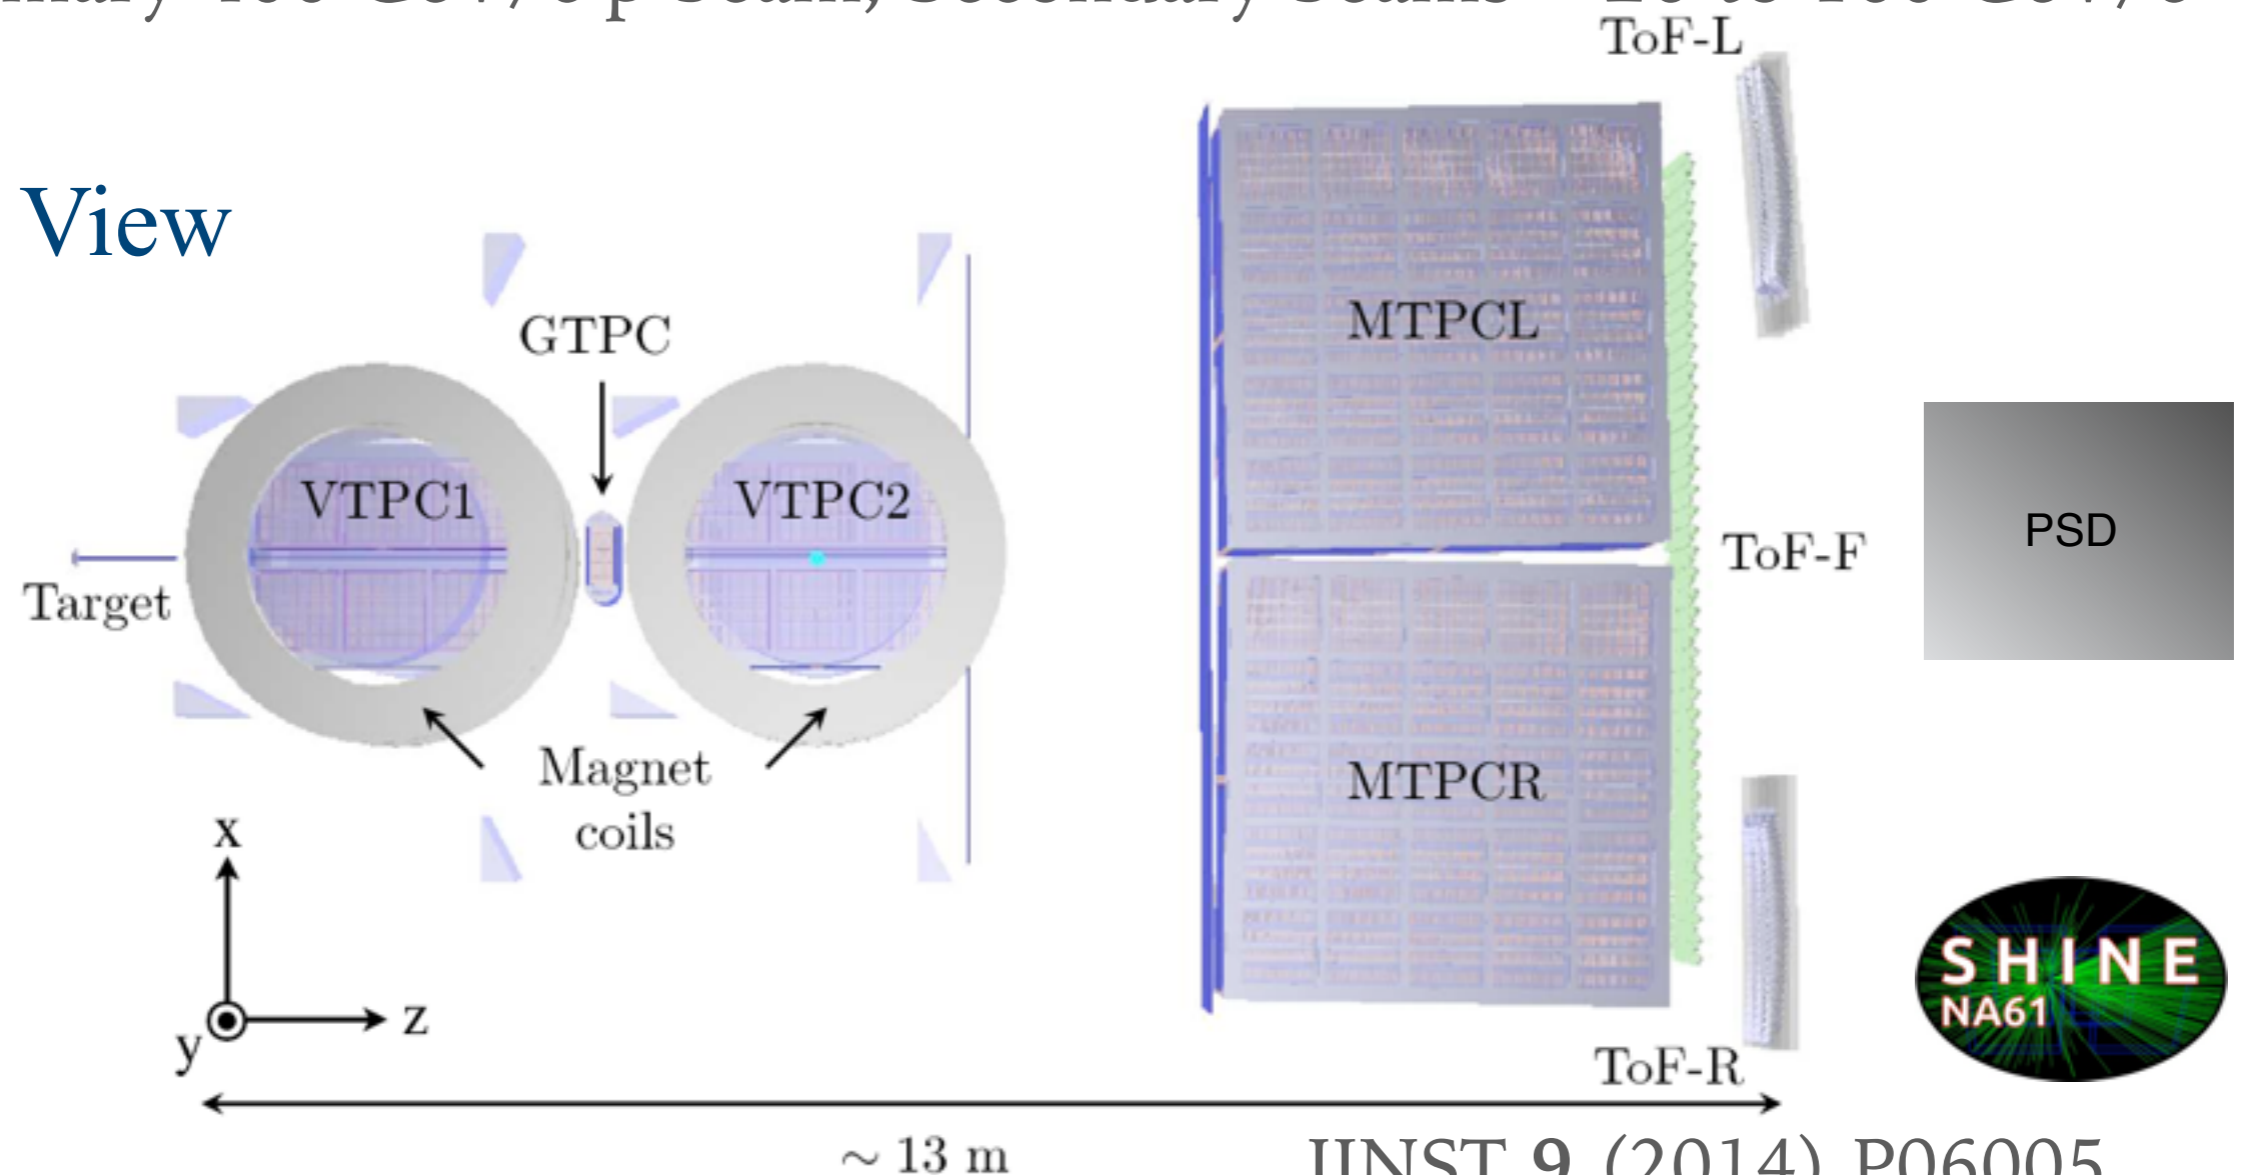 ToF-L
View
GTPC
MTPCL
VTPC1
VTPC2
PSD
ToF-F
Target
Magnet
coils
MTPCR
x
SHINE
NA61
z
y
ToF-R
~ 13 m
JINST 9 (2014) P06005